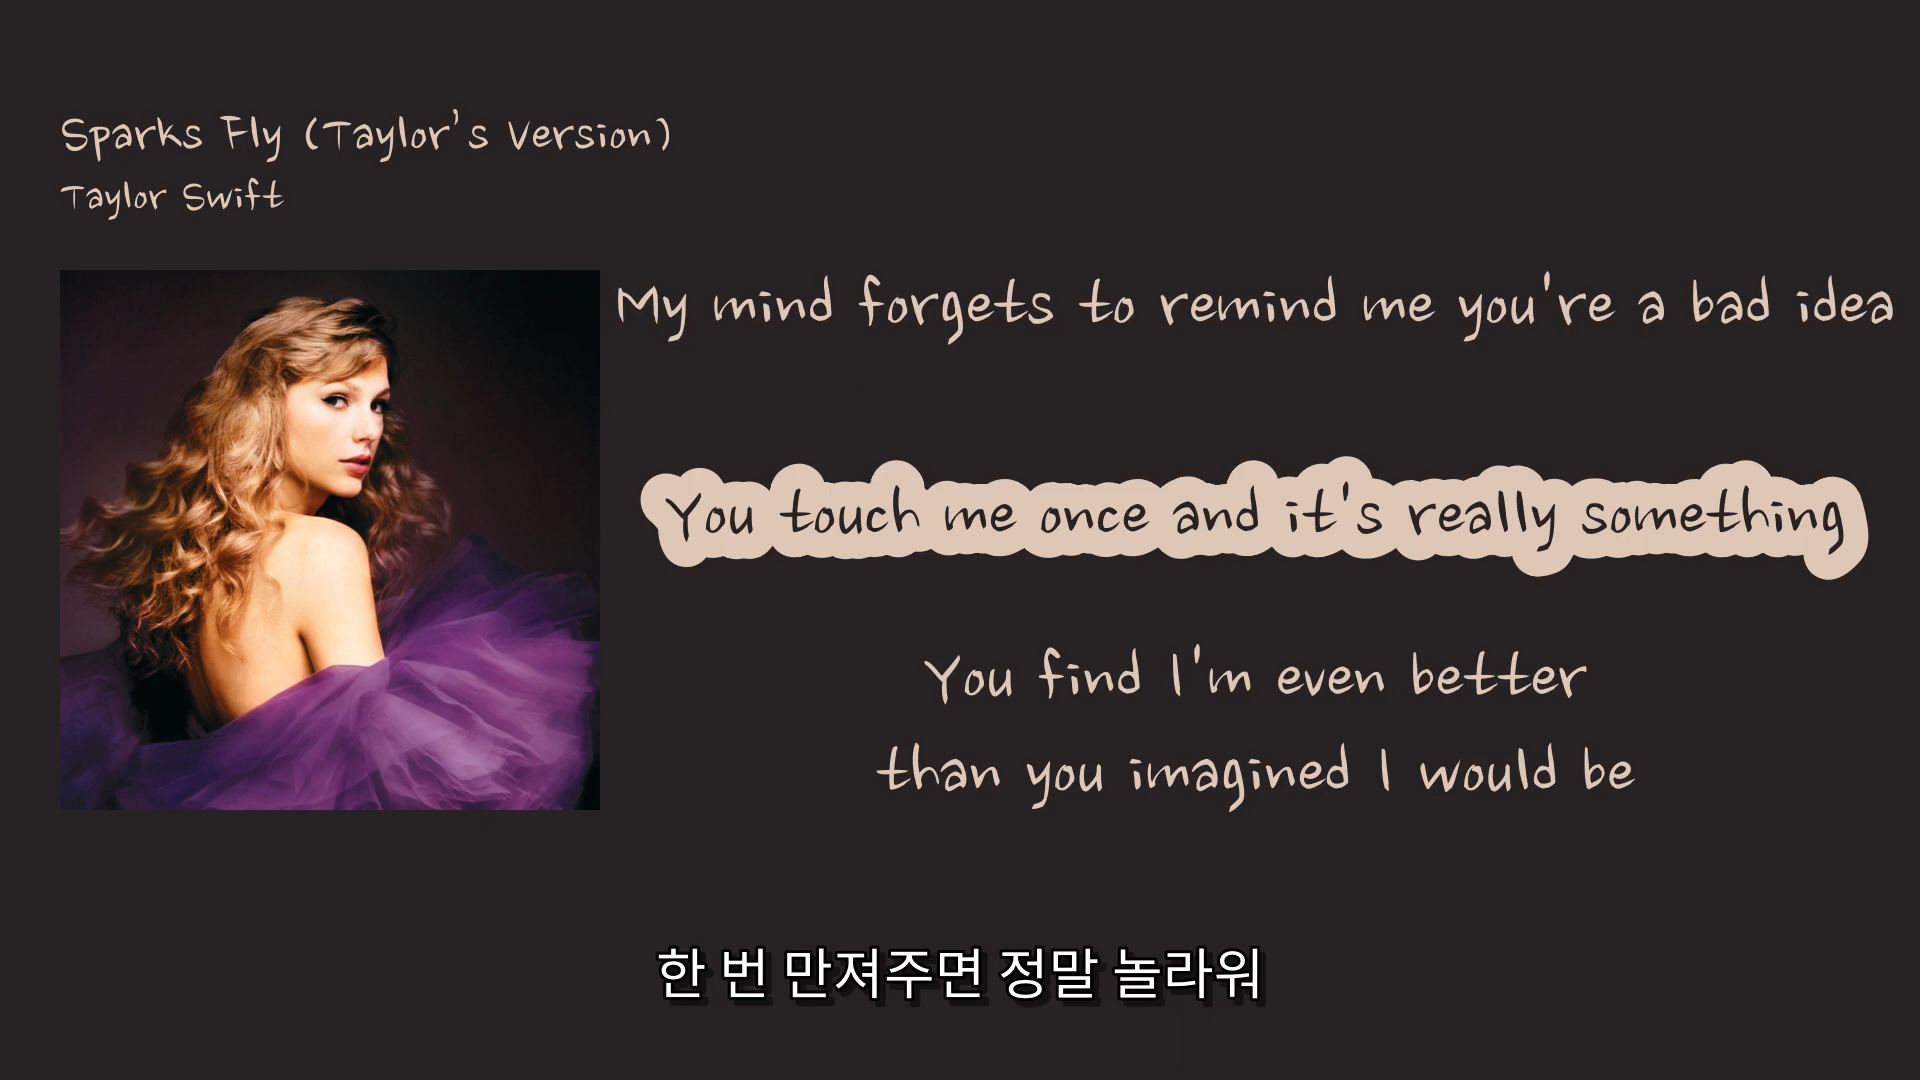 Sparks Fly (Taylor's Version)
Taylor Swift
My mind forgets to remind me you're a bad idea
You touch me once and it's really something
You find I'm even better
than you imagined I would be
한 번 만져주면 정말 놀라워